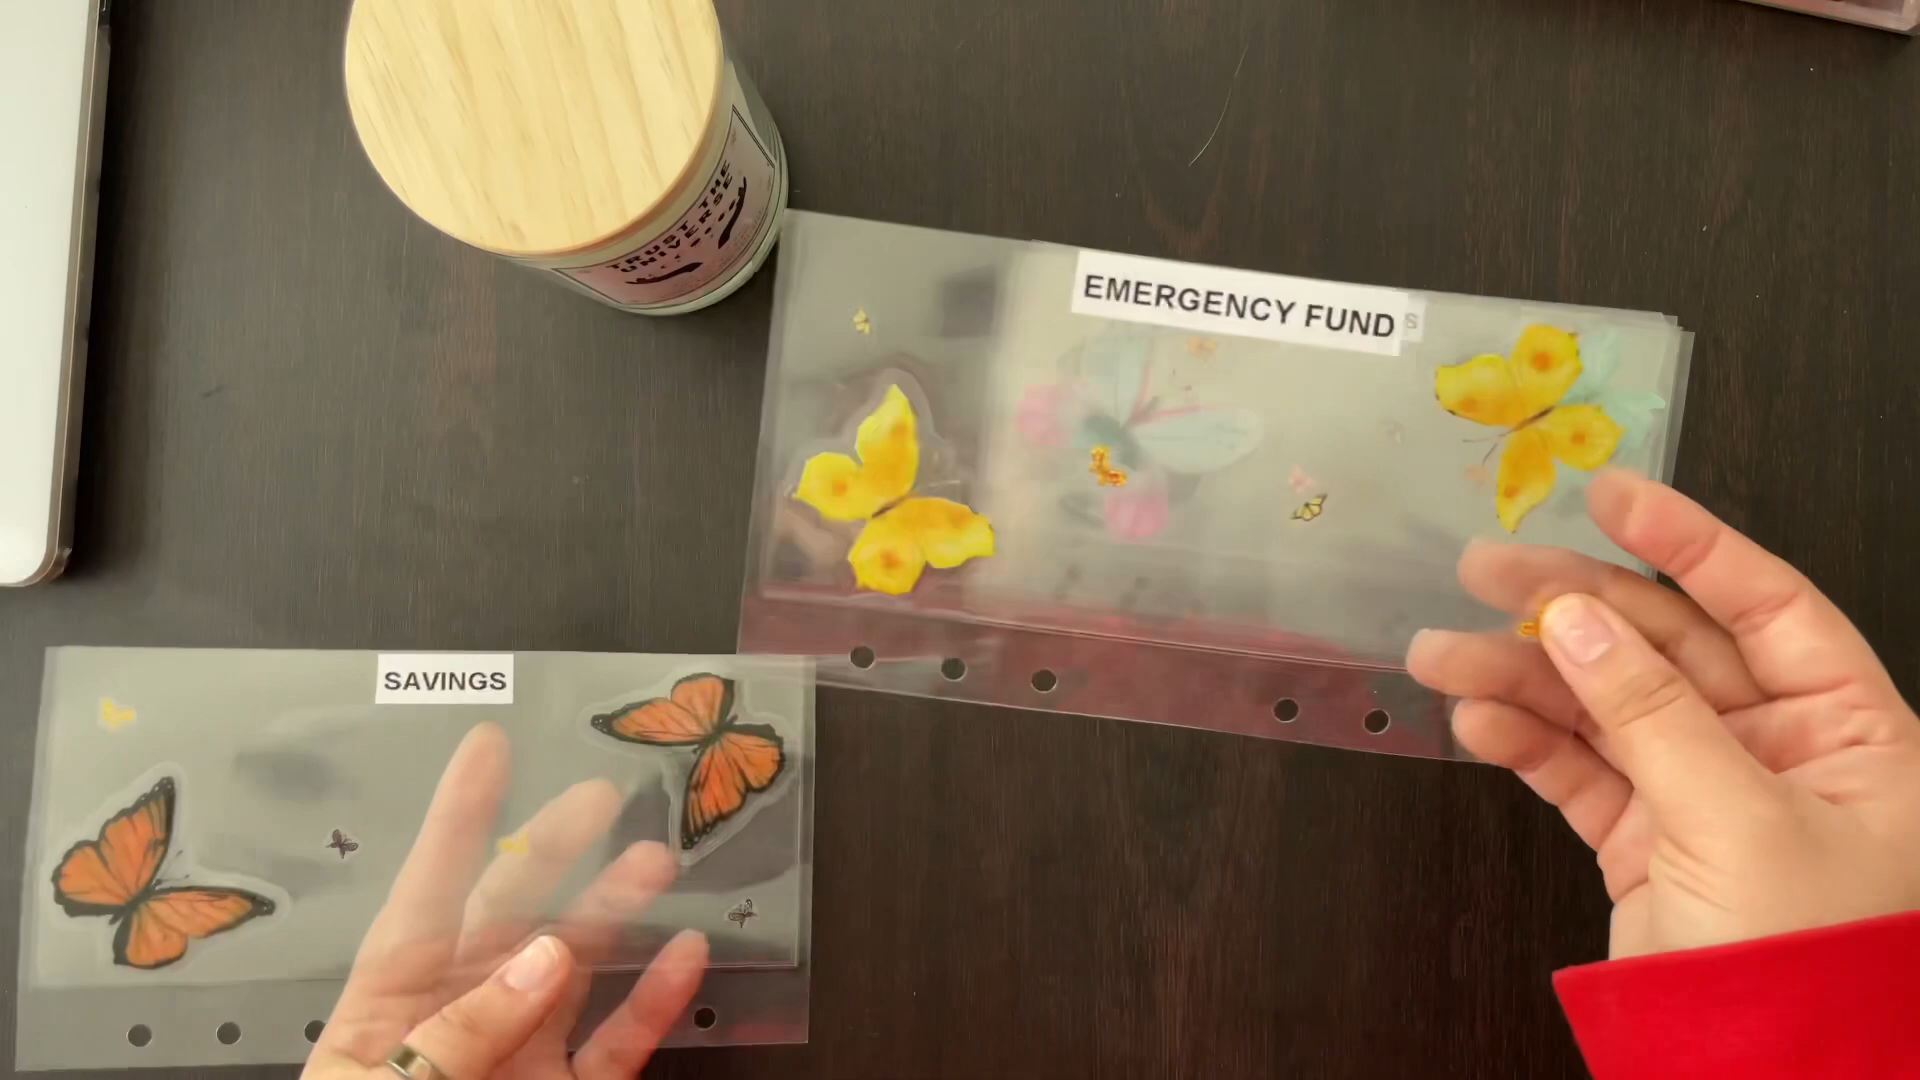 TRUST THE
UNIVERSE
EMERGENCY FUND
S
SAVINGS